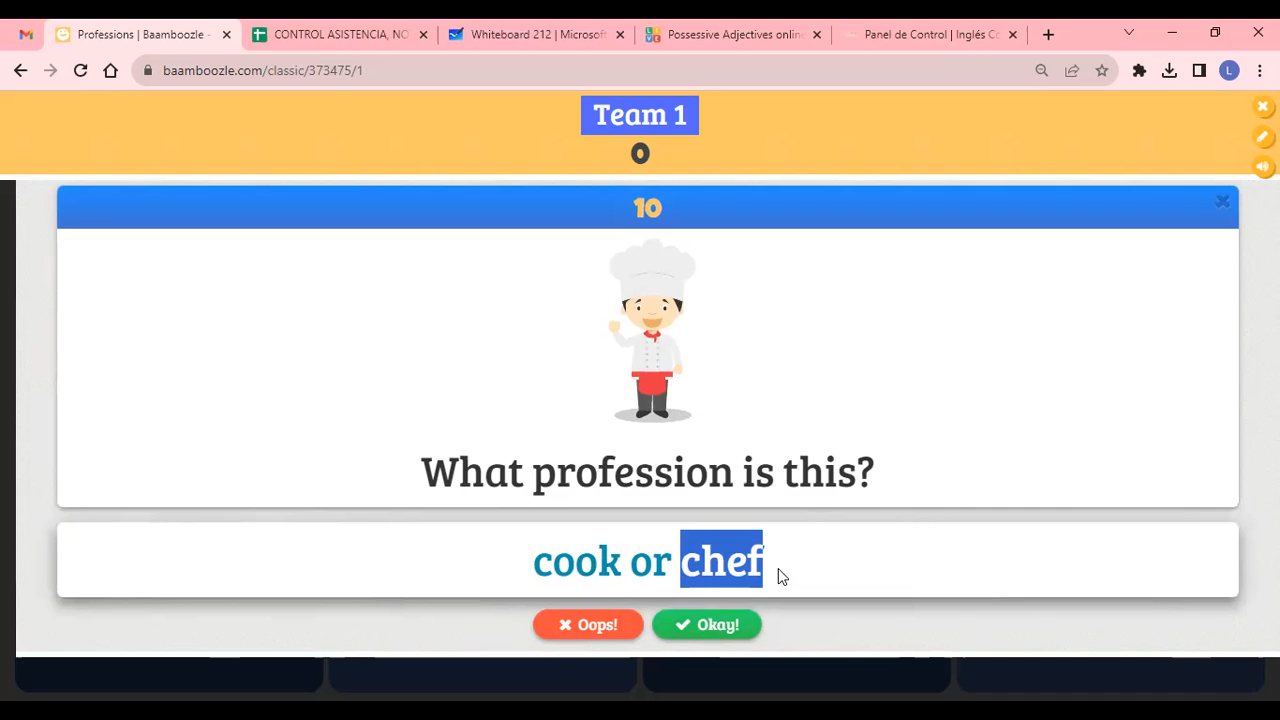 Professions | Baamboozle -
CONTROL ASISTENCIA, NO
Whiteboard 212 | Microsoft
Possessive Adjectives onlin
Panel de Control | Inglés Co
baamboozle.com/classic/373475/1
L
Team 1
0
10
What profession is this?
cook or chef
Oops!
Okay!